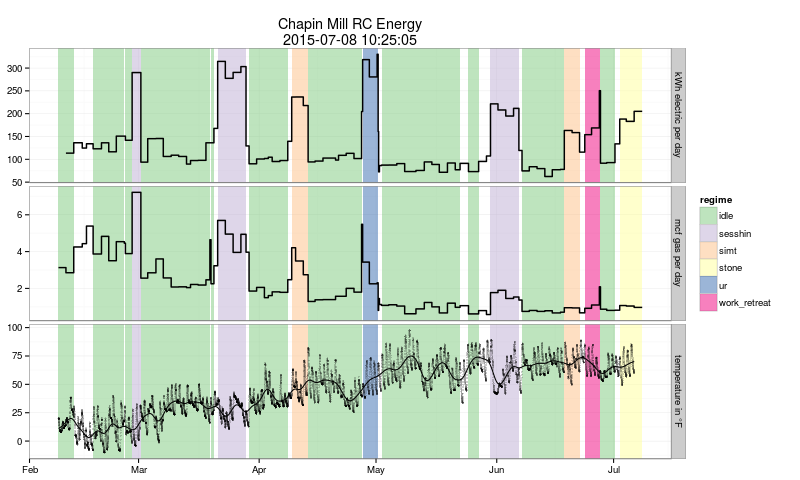 Chapin Mill RC Energy
2015-07-08 10:25:05
300
250
200
150
100
50
kWh electric per day
6
4
2
mcf gas per day
100
75
50
25
0
temperature in °F
Feb Mar Apr May Jun Jul
regime
idle
sesshin
simt
stone
ur
work_retreat